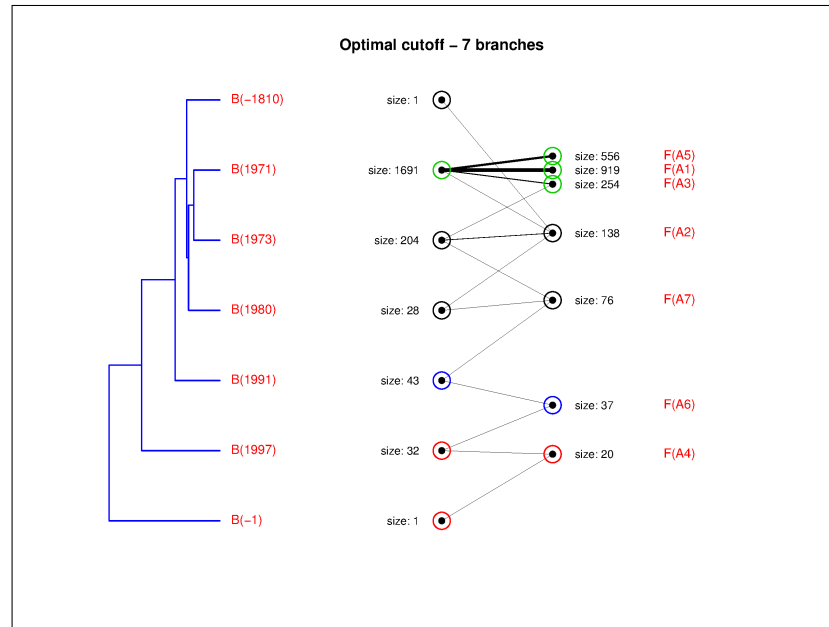 Optimal cutoff – 7 branches
B(−1810) size: 1
size: 556 F(A5)
B(1971) size: 1691 size: 919 F(A1)
size: 254 F(A3)
size: 138 F(A2)
B(1973) size: 204
size: 76 F(A7)
B(1980) size: 28
B(1991) size: 43
size: 37 F(A6)
B(1997) size: 32
size: 20 F(A4)
B(−1) size: 1